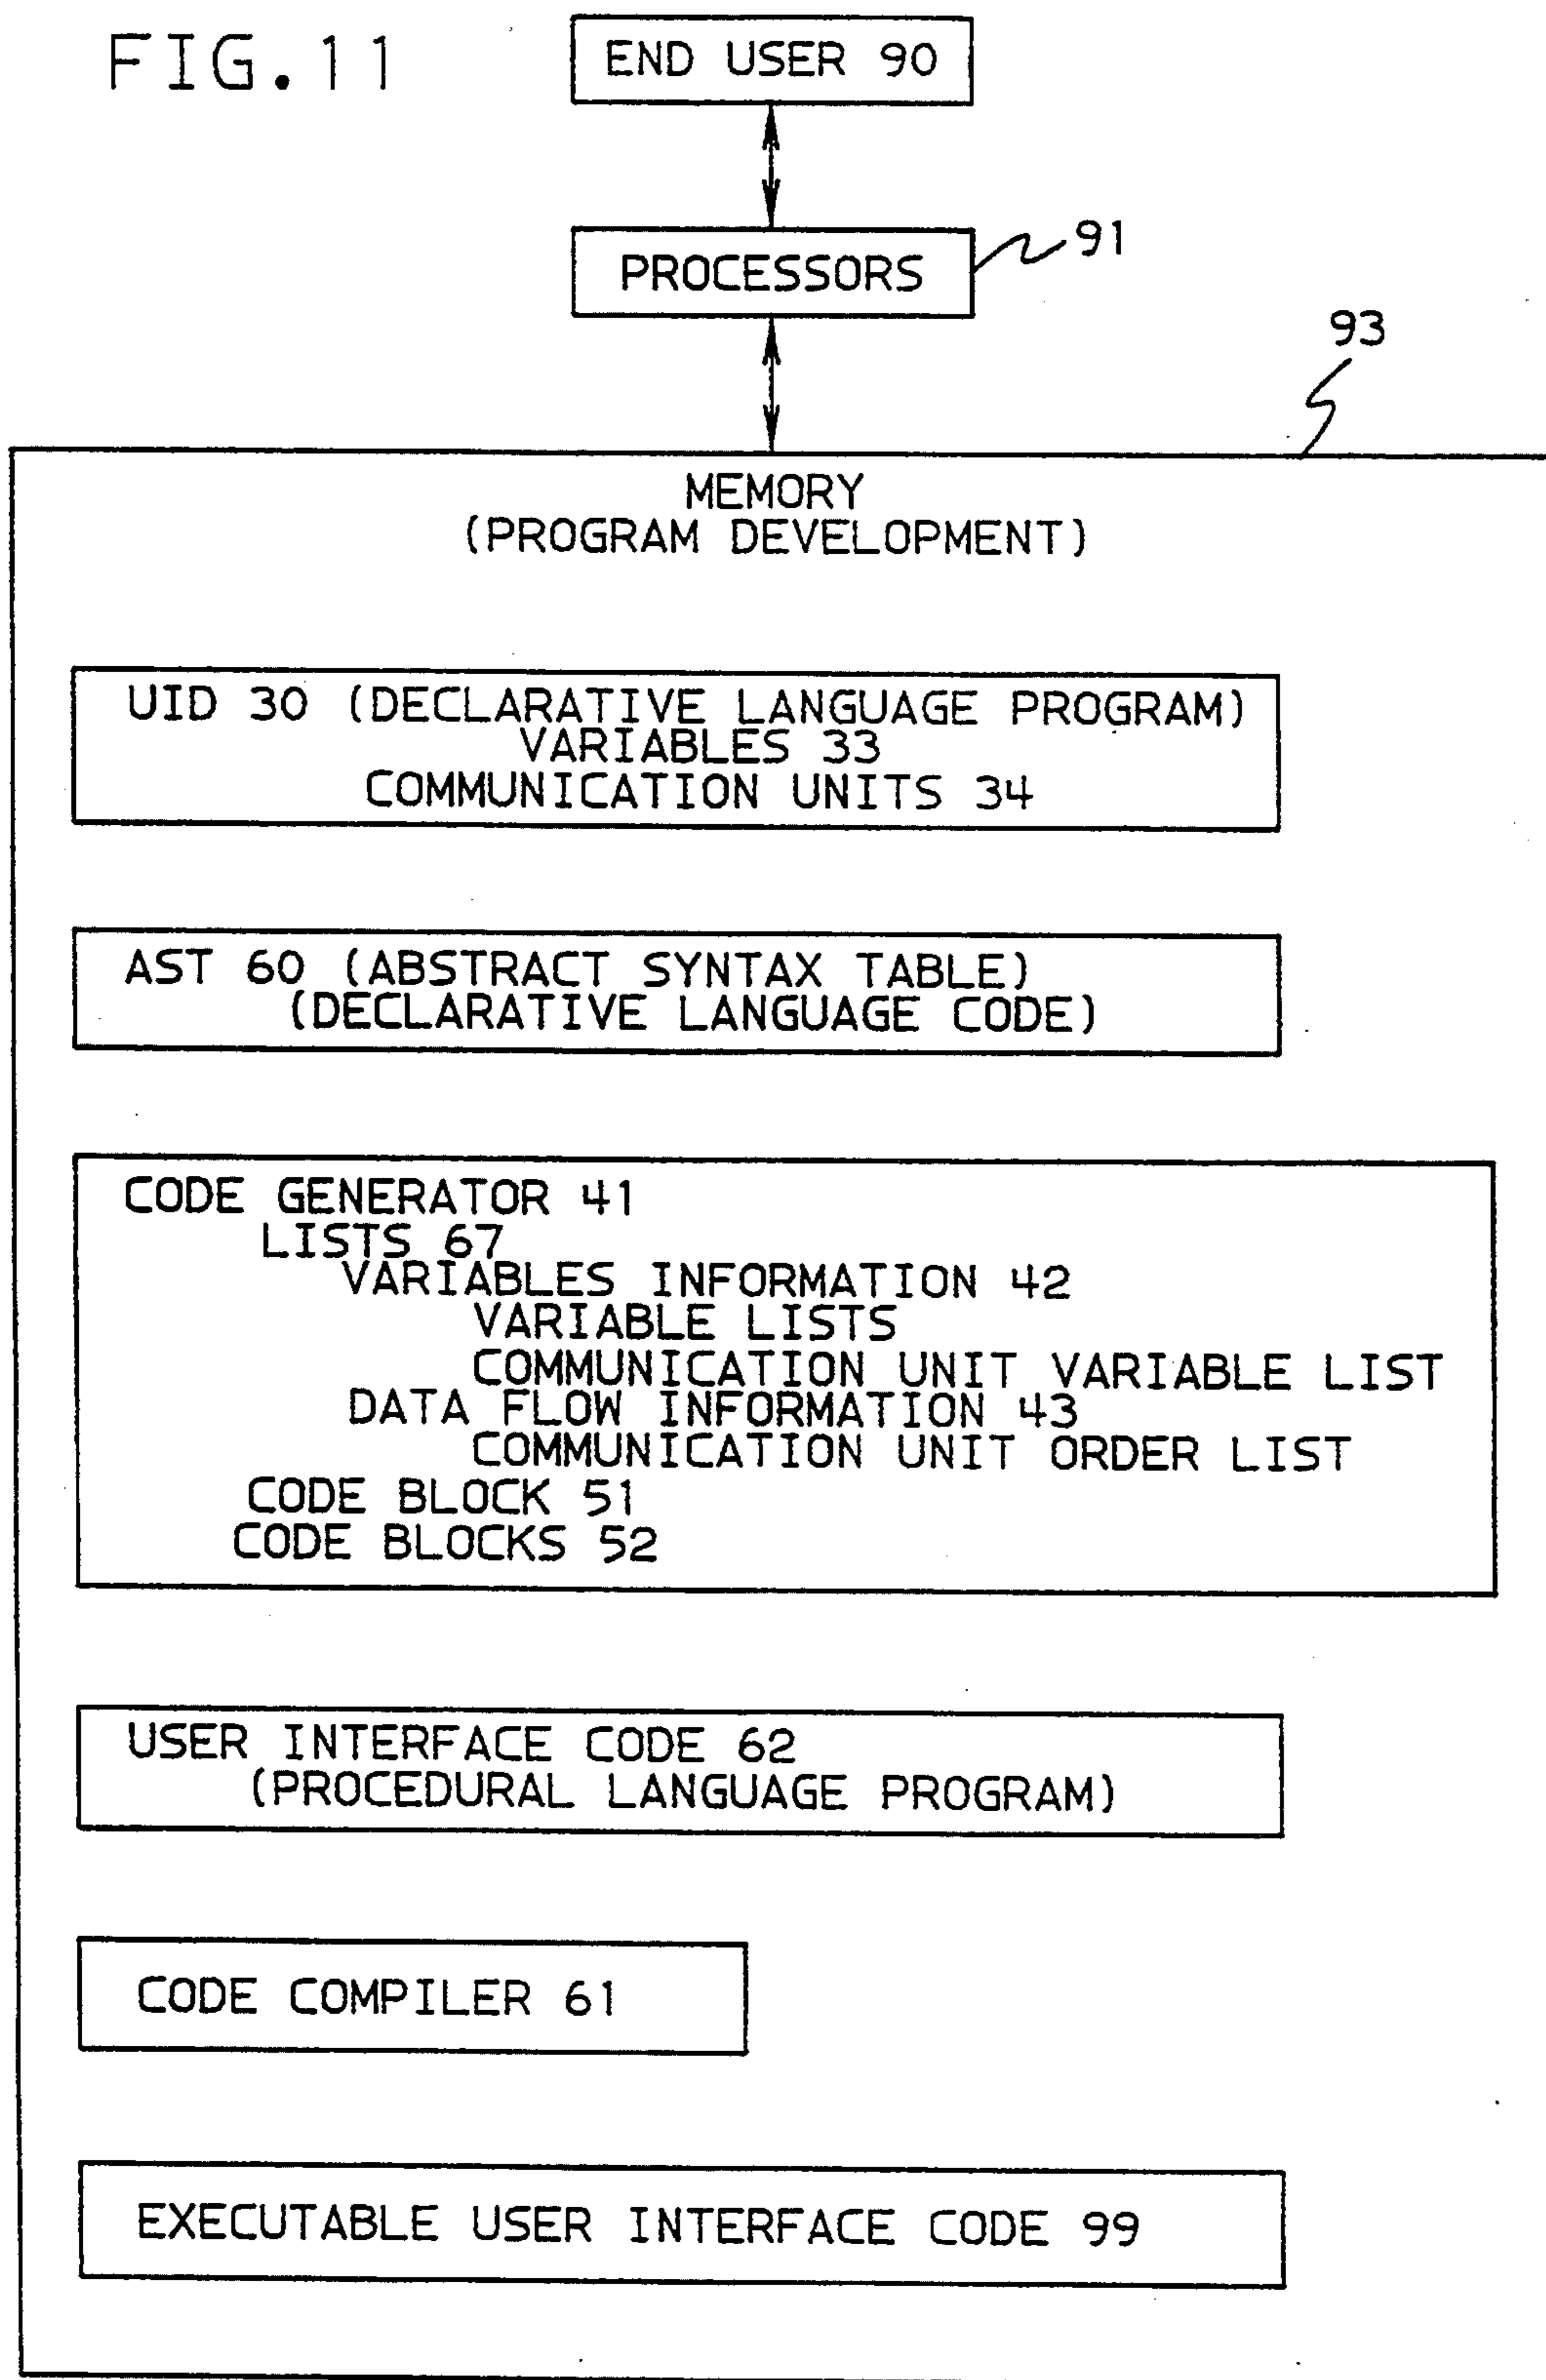 FIG.11
END USER 90
PROCESSORS
91
93
MEMORY
(PROGRAM DEVELOPMENT)
UID 30 (DECLARATIVE LANGUAGE PROGRAM)
VARIABLES 33
COMMUNICATION UNITS 34
AST 60 (ABSTRACT SYNTAX TABLE)
(DECLARATIVE LANGUAGE CODE)
CODE GENERATOR 41
LISTS 67
VARIABLES INFORMATION 42
VARIABLE LISTS
COMMUNICATION UNIT VARIABLE LIST
DATA FLOW INFORMATION 43
COMMUNICATION UNIT ORDER LIST
CODE BLOCK 51
CODE BLOCKS 52
USER INTERFACE CODE 62
(PROCEDURAL LANGUAGE PROGRAM)
CODE COMPILER 61
EXECUTABLE USER INTERFACE CODE 99